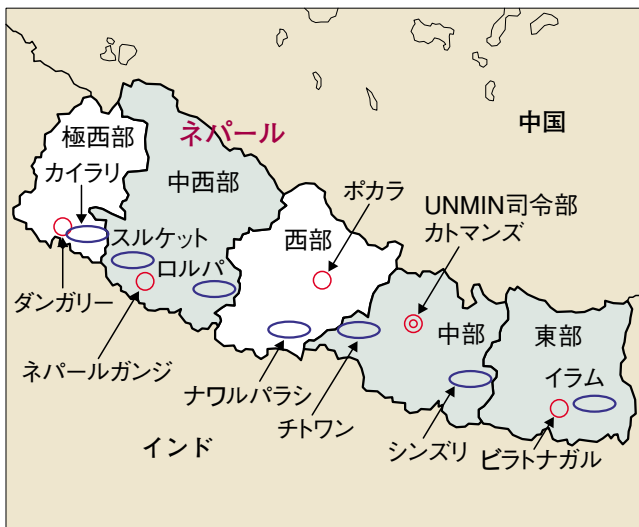 ネパール
中国
極西部
カイラリ
中西部
ポカラ
UNMIN司令部
カトマンズ
スルケット
西部
ロルパ
ダンガリー
中部
東部
ネパールガンジ
イラム
ナワルパラシ
チトワン
インド
シンズリ
ビラトナガル